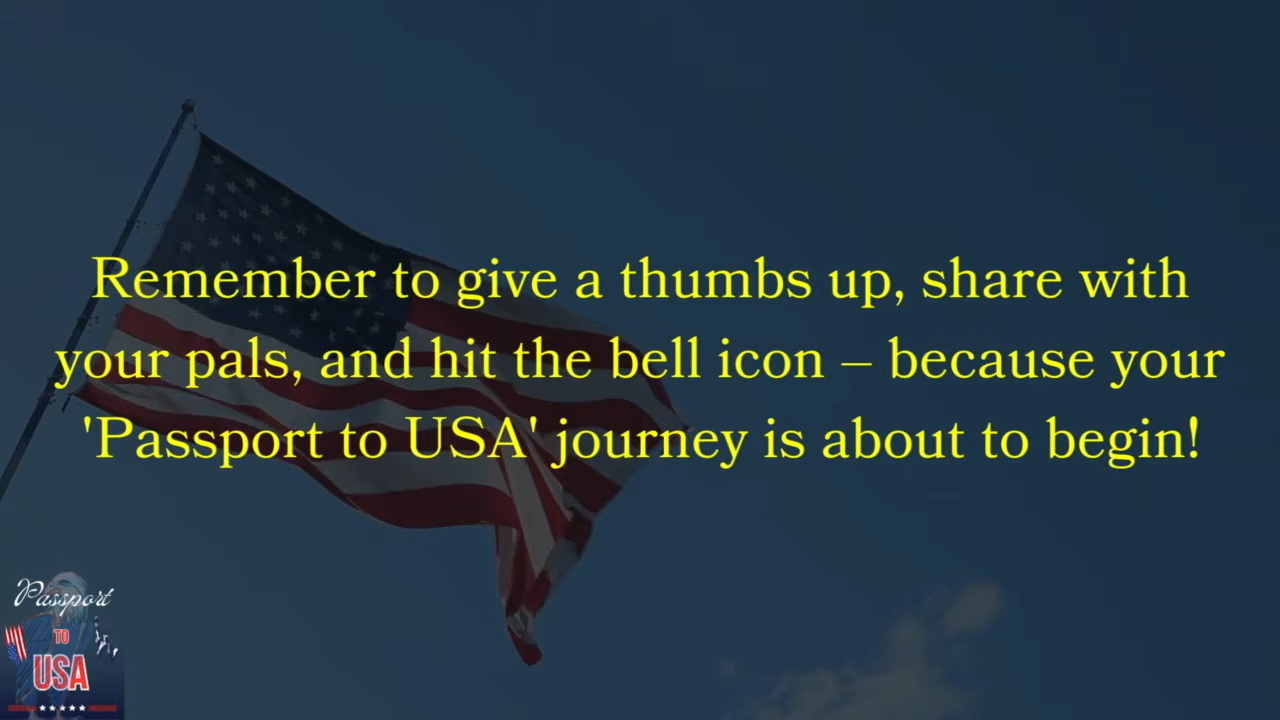 Remember to give a thumbs up, share with
your pals, and hit the bell icon – because your
'Passport to USA' journey is about to begin!
Passport
TO
USA